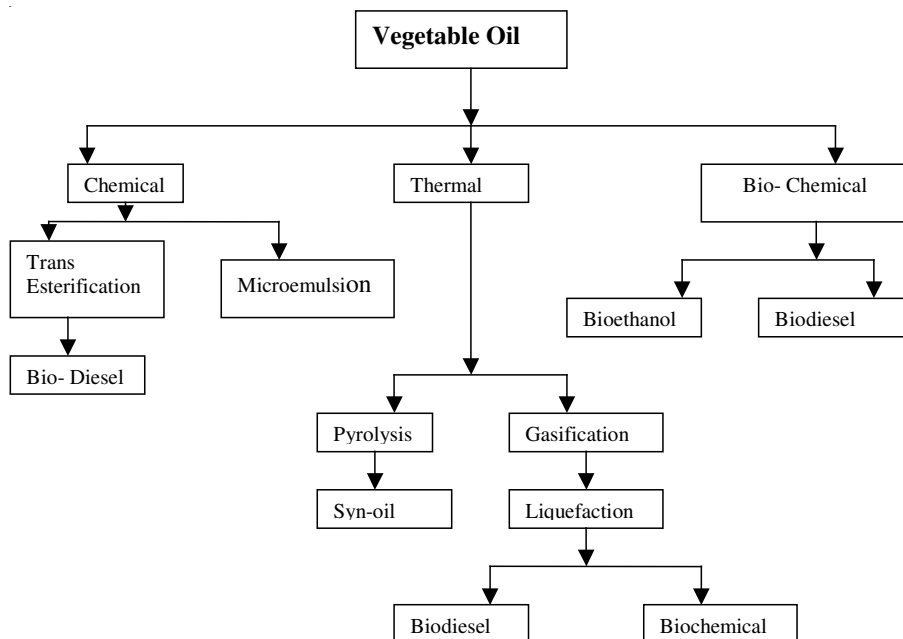 Vegetable Oil
Chemical
Thermal
Bio- Chemical
Trans
Esterification
Microemulsion
Bioethanol
Biodiesel
Bio- Diesel
Pyrolysis
Gasification
Syn-oil
Liquefaction
Biodiesel
Biochemical